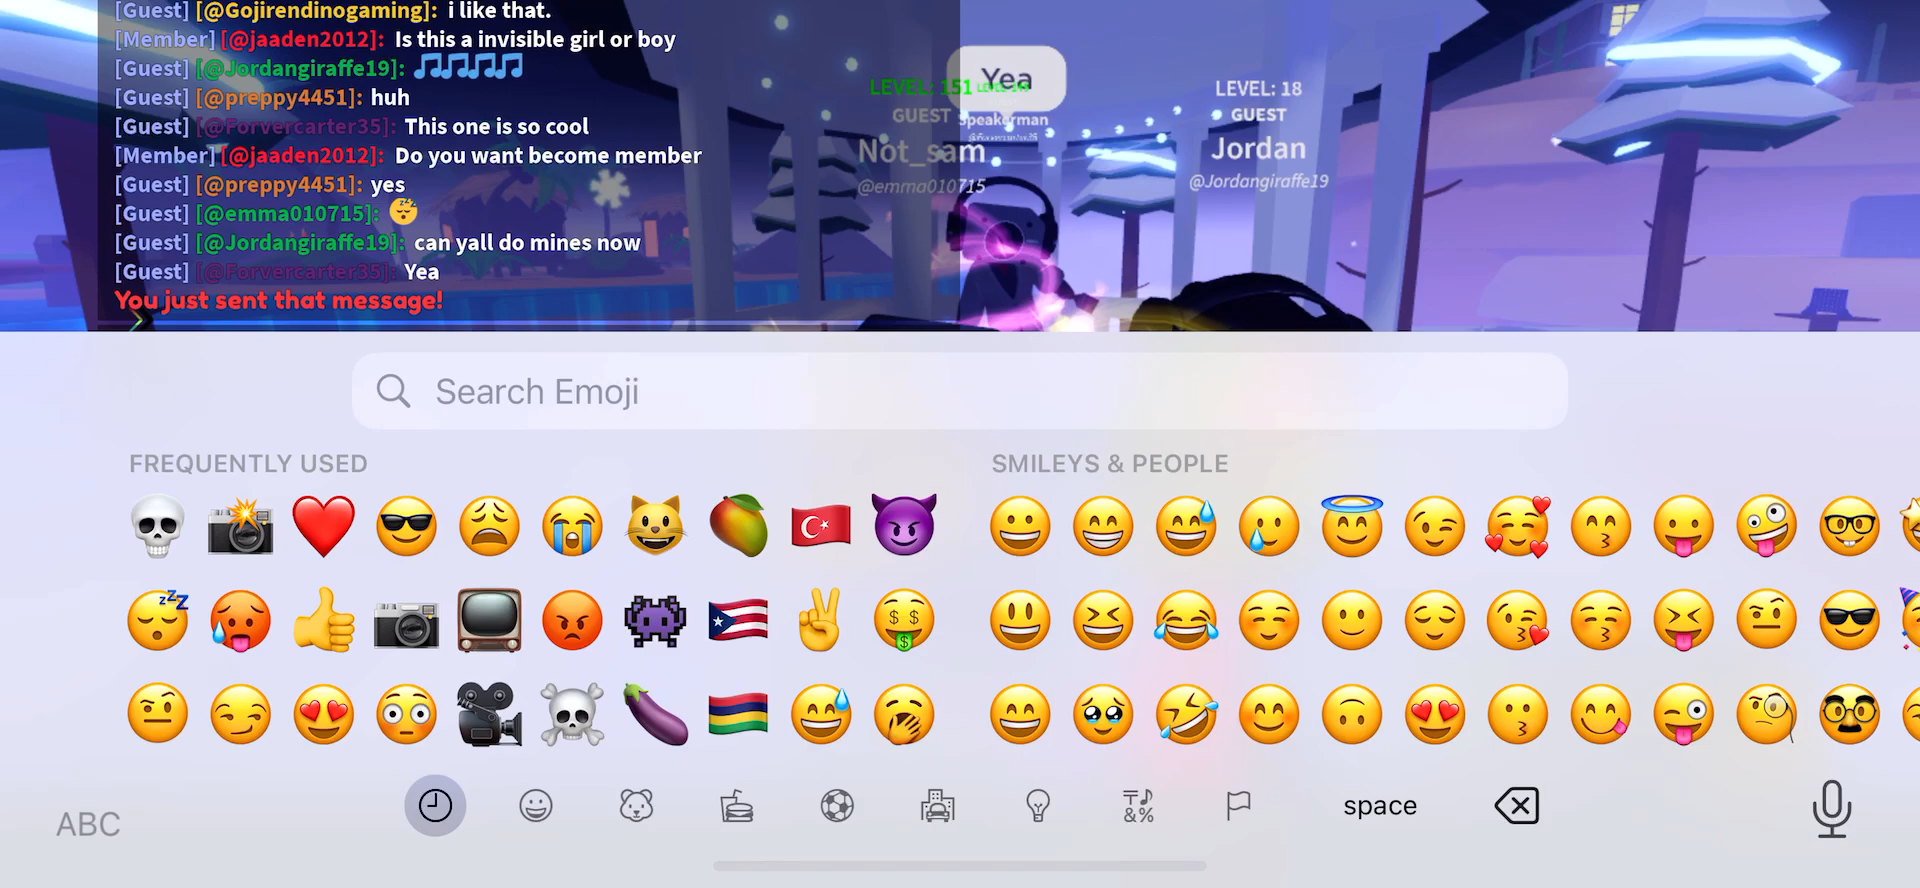 [Guest] [@Gojirendinogaming]: i like that.
[Member] [@jaaden2012]: Is this a invisible girl or boy
[Guest] [@Jordangiraffe19]: 🎵🎵🎵🎵
[Guest] [@preppy4451]: huh
[Guest] [@Forvercarter35]: This one is so cool
[Member] [@jaaden2012]: Do you want become member
[Guest] [@preppy4451]: yes
[Guest] [@emma010715]: 😴
[Guest] [@Jordangiraffe19]: can yall do mines now
[Guest] [@Forvercarter35]: Yea
You just sent that message!
Yea
LEVEL: 151
GUEST
Speakerman
Not_sam
@emma010715
LEVEL: 18
GUEST
Jordan
@Jordangiraffe19
Search Emoji
FREQUENTLY USED
SMILEYS & PEOPLE
ABC
space